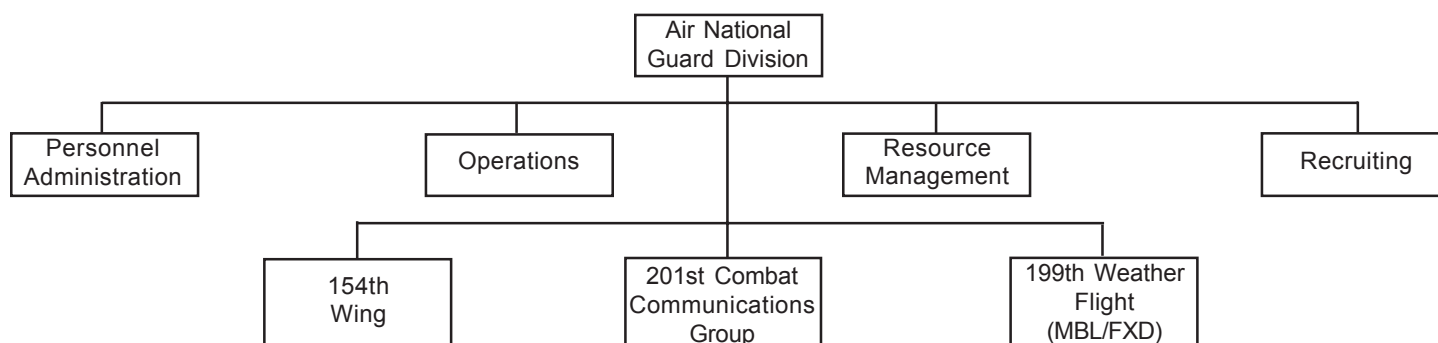 Air National
Guard Division
Personnel
Administration
Operations
Resource
Management
Recruiting
154th
Wing
201st Combat
Communications
Group
199th Weather
Flight
(MBL/FXD)